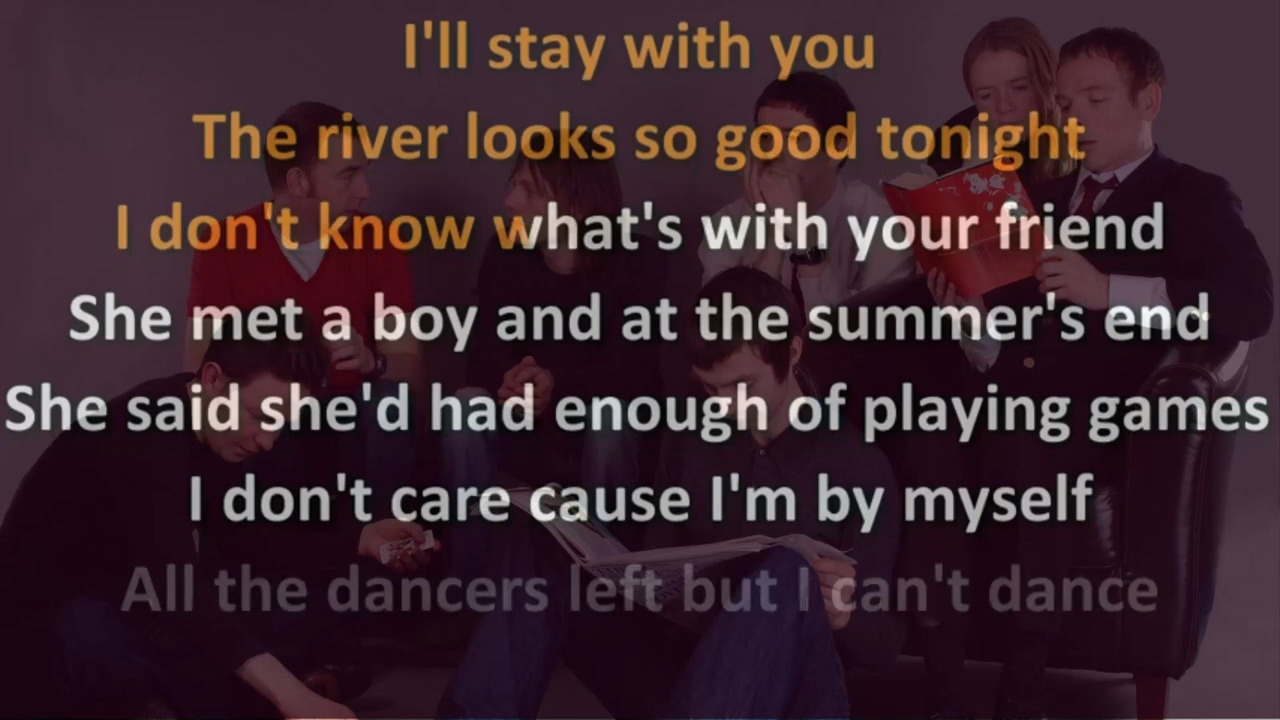 I'll stay with you
The river looks so good tonight
I don't know what's with your friend
She met a boy and at the summer's end
She said she'd had enough of playing games
I don't care cause I'm by myself
All the dancers left but I can't dance